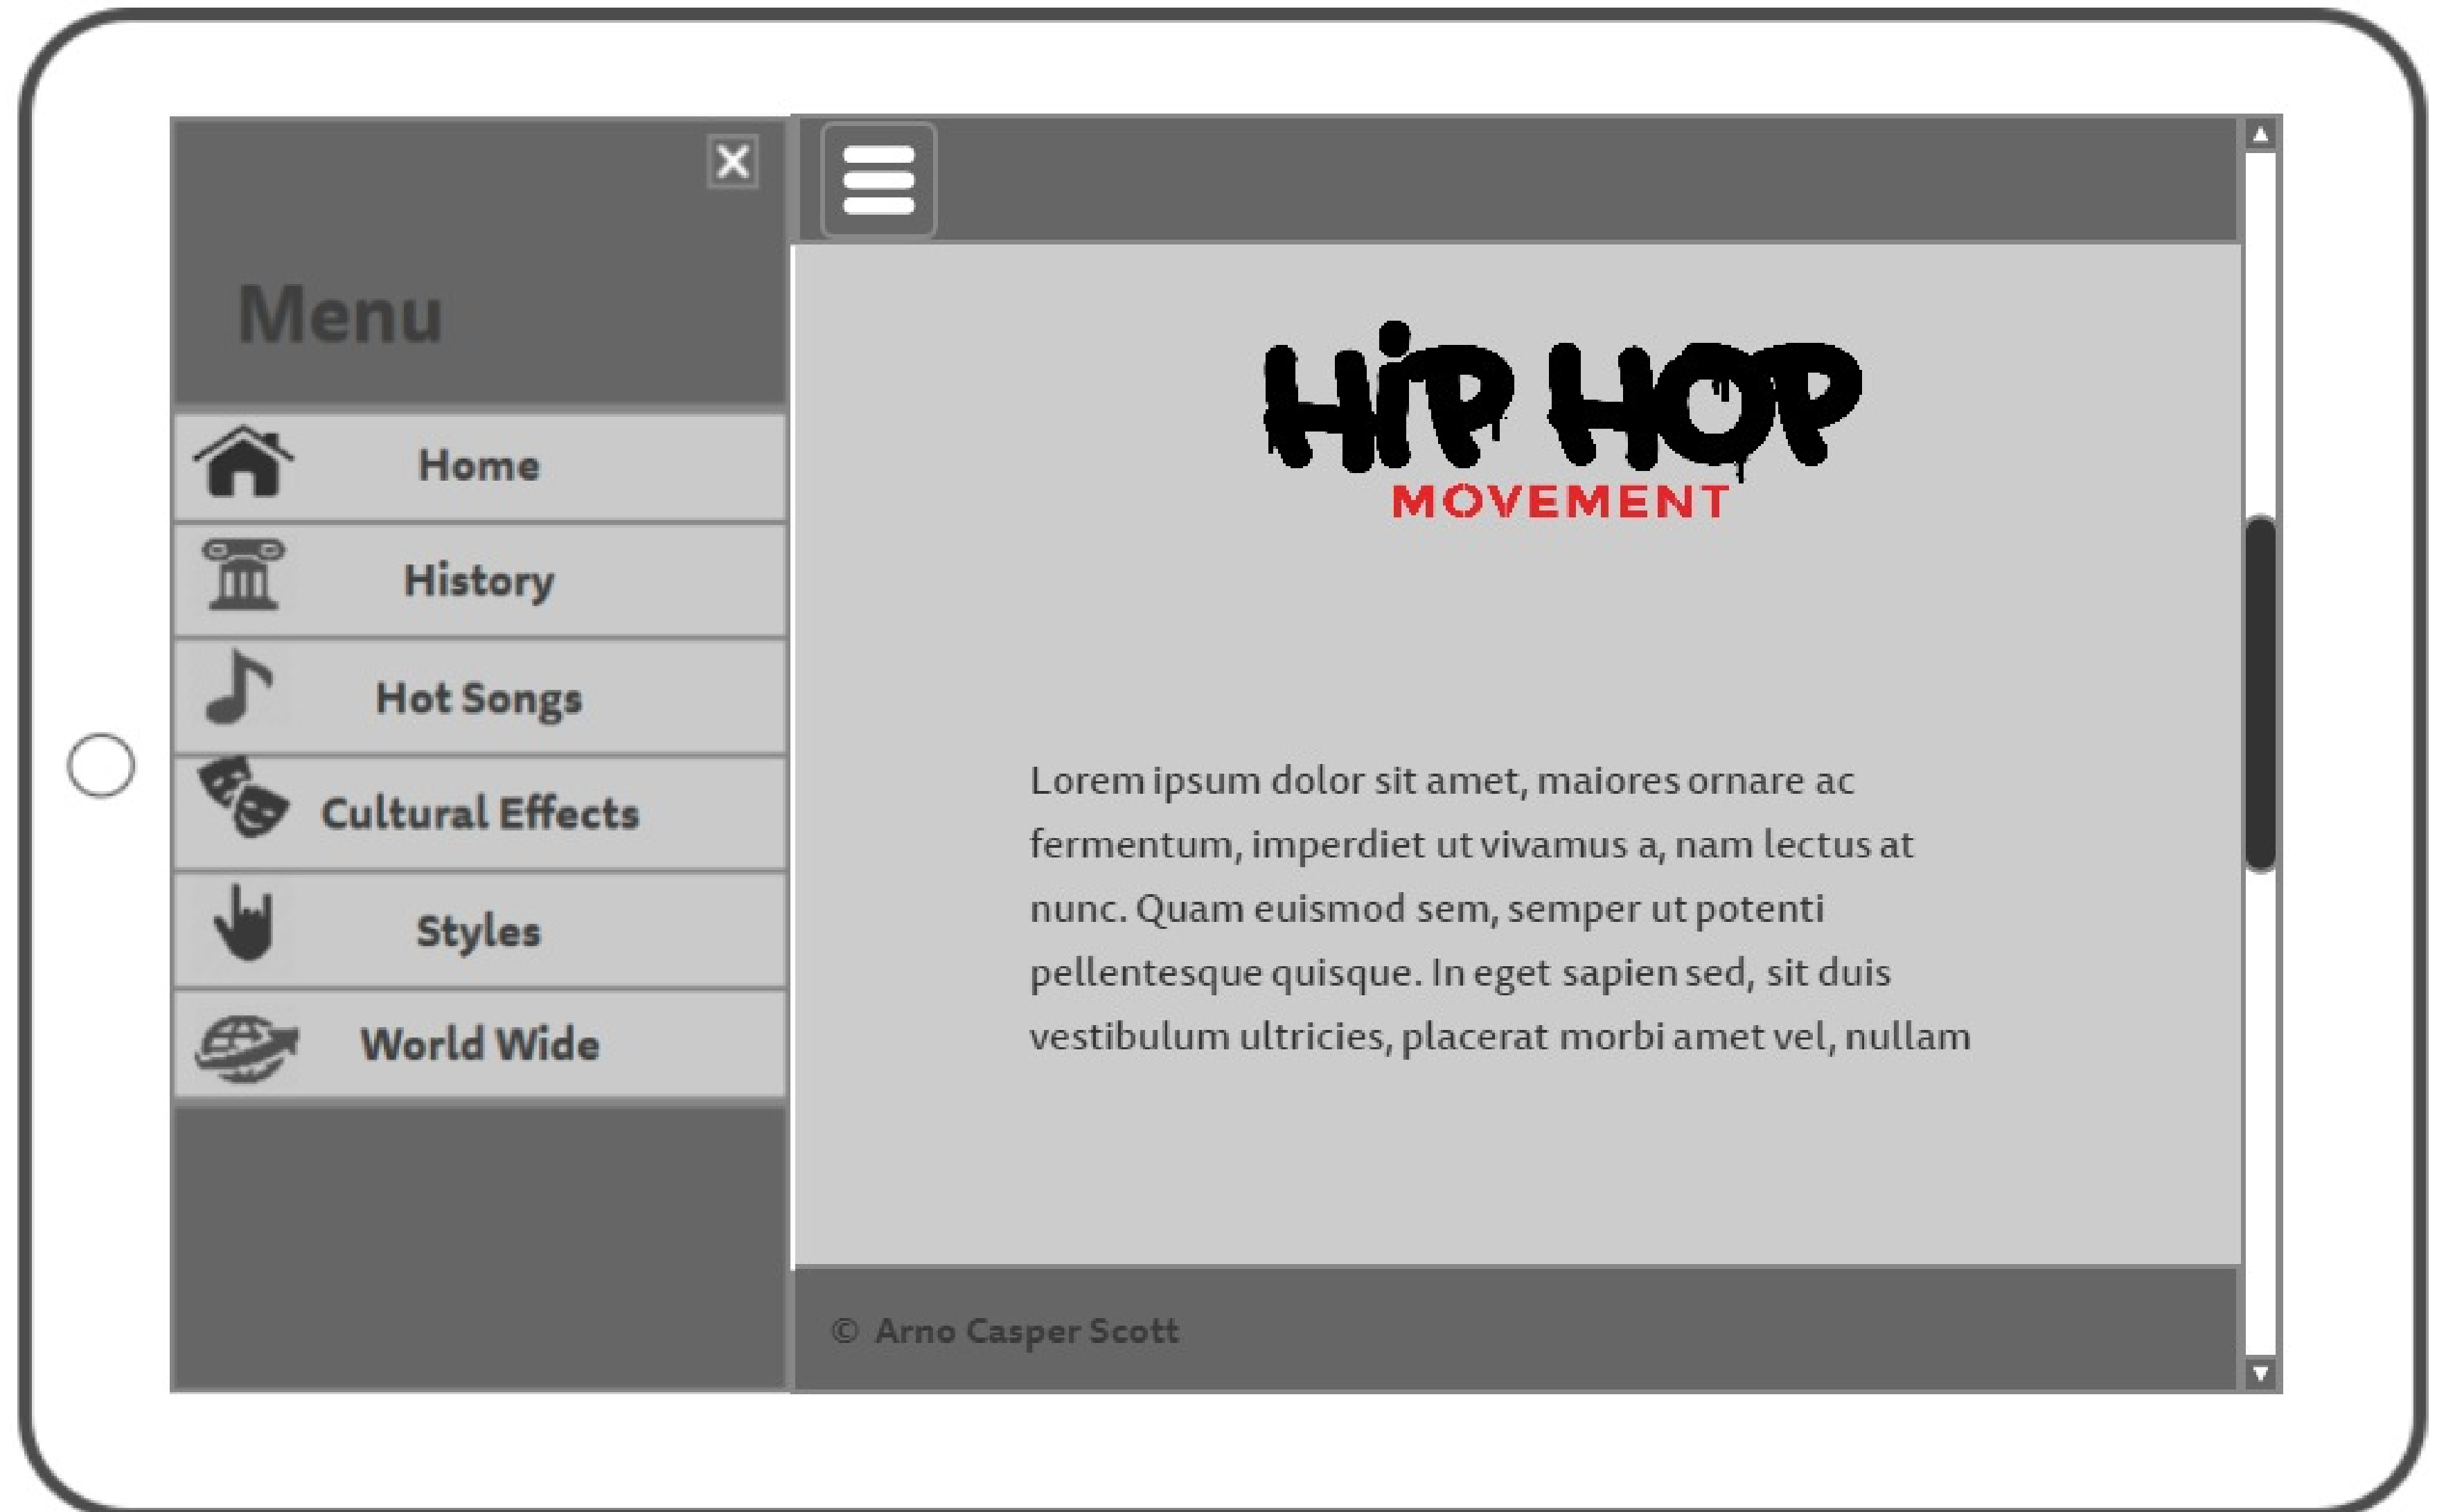 Menu
Home
History
Hot Songs
Cultural Effects
Styles
World Wide
HiP HOP
MOVEMENT
Lorem ipsum dolor sit amet, maiores ornare ac
fermentum, imperdiet ut vivamus a, nam lectus at
nunc. Quam euismod sem, semper ut potenti
pellentesque quisque. In eget sapien sed, sit duis
vestibulum ultricies, placerat morbi amet vel, nullam
© Arno Casper Scott